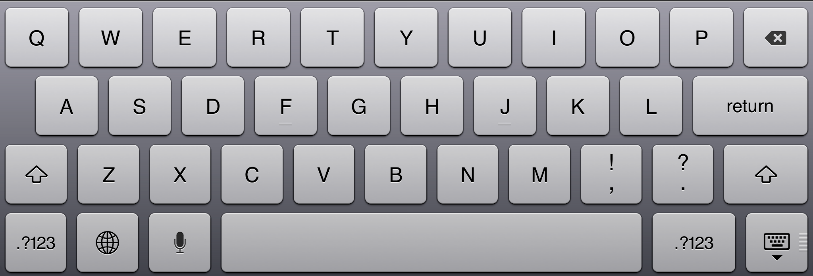 Q W E R T Y U I O P
A S D F G H J K L return
Z X C V B N M ! , ? .
.?123 .?123